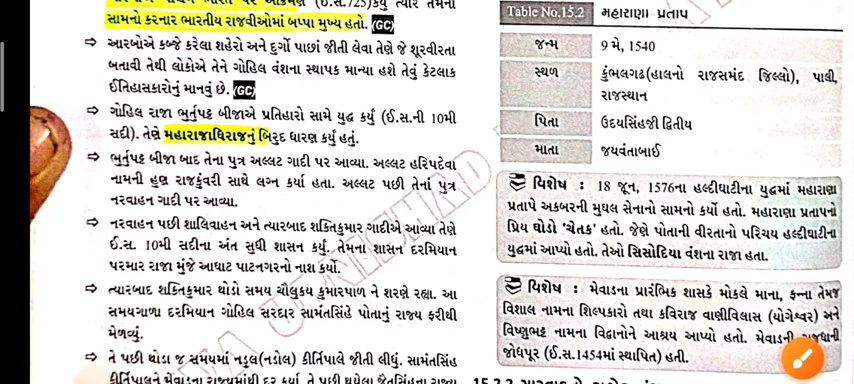 સામનો કરનાર ભારતીય રાજવીઓમાં બપ્પા મુખ્ય હતો. (GC)
⇒ આરબોએ કબ્જે કરેલા શહેરો અને દુર્ગો પાછાં જીતી લેવા તેણે જે શૂરવીરતા
બતાવી તેથી લોકોએ તેને ગોહિલ વંશના સ્થાપક માન્યા હશે તેવું કેટલાક
ઈતિહાસકારોનું માનવું છે. (GC)
⇒ ગોહિલ રાજા ભુર્તુપટ્ટ બીજાએ પ્રતિહારો સામે યુદ્ધ કર્યું (ઈ.સ.ની 10મી
સદી). તેણે મહારાજાધિરાજનું બિરુદ ધારણ કર્યું હતું.
⇒ ભુર્તુપટ્ટ બીજા બાદ તેના પુત્ર અલ્લટ ગાદી પર આવ્યા. અલ્લટ હરિપદેવા
નામની હુણ રાજકુંવરી સાથે લગ્ન કર્યા હતા. અલ્લટ પછી તેનાં પુત્ર
નરવાહન ગાદી પર આવ્યા.
⇒ નરવાહન પછી શાલિવાહન અને ત્યારબાદ શક્તિકુમાર ગાદીએ આવ્યા તેણે
ઈ.સ. 10મી સદીના અંત સુધી શાસન કર્યું. તેમના શાસન દરમિયાન
પરમાર રાજા મુંજે આઘાટ પાટનગરનો નાશ કર્યો.
⇒ ત્યારબાદ શક્તિકુમાર થોડો સમય ચૌલુકય કુમારપાળ ને શરણે રહ્યા. આ
સમયગાળા દરમિયાન ગોહિલ સરદાર સામંતસિંહે પોતાનું રાજ્ય ફરીથી
મેળવ્યું.
⇒ તે પછી થોડા જ સમયમાં નડ્ડુલ(નડોલ) કીર્તિપાલે જીતી લીધું. સામંતસિંહ
Table No.15.2 મહારાણા પ્રતાપ
જન્મ 9 મે, 1540
સ્થળ કુંભલગઢ(હાલનો રાજસમંદ જિલ્લો), પાલી,
રાજસ્થાન
પિતા ઉદયસિંહજી દ્વિતીય
માતા જયવંતાબાઈ
વિશેષ : 18 જૂન, 1576ના હલ્દીઘાટીના યુદ્ધમાં મહારાણા
પ્રતાપે અકબરની મુઘલ સેનાનો સામનો કર્યો હતો. મહારાણા પ્રતાપનો
પ્રિય ઘોડો 'ચેતક' હતો. જેણે પોતાની વીરતાનો પરિચય હલ્દીઘાટીના
યુદ્ધમાં આપ્યો હતો. તેઓ સિસોદિયા વંશના રાજા હતા.
વિશેષ : મેવાડના પ્રારંભિક શાસકે મોકલે માના, ફન્ના તેમજ
વિશાલ નામના શિલ્પકારો તથા કવિરાજ વાણીવિલાસ (યોગેશ્વર) અને
વિષ્ણુભટ્ટ નામના વિદ્વાનોને આશ્રય આપ્યો હતો. મેવાડની રાજધાની
જોધપૂર (ઈ.સ.1454માં સ્થાપિત) હતી.